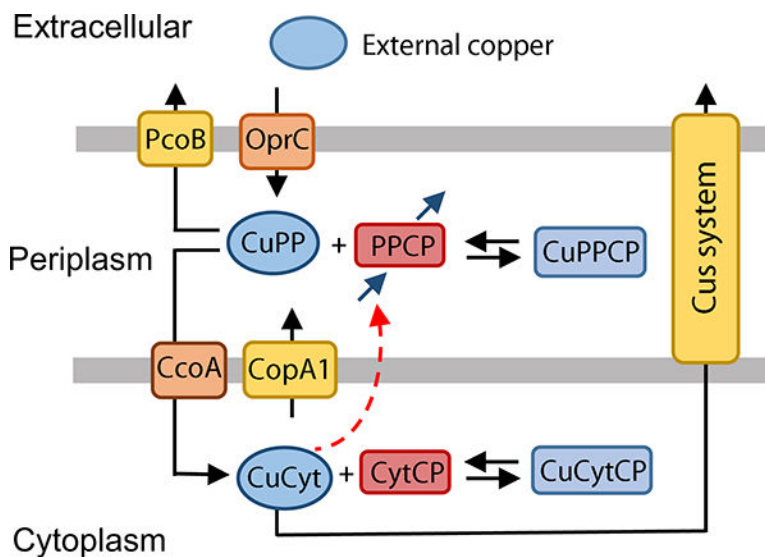 Extracellular
External copper
PcoB
OprC
Cus system
CuPP + PPCP
CuPPCP
Periplasm
CcoA
CopA1
CuCyt + CytCP
CuCytCP
Cytoplasm